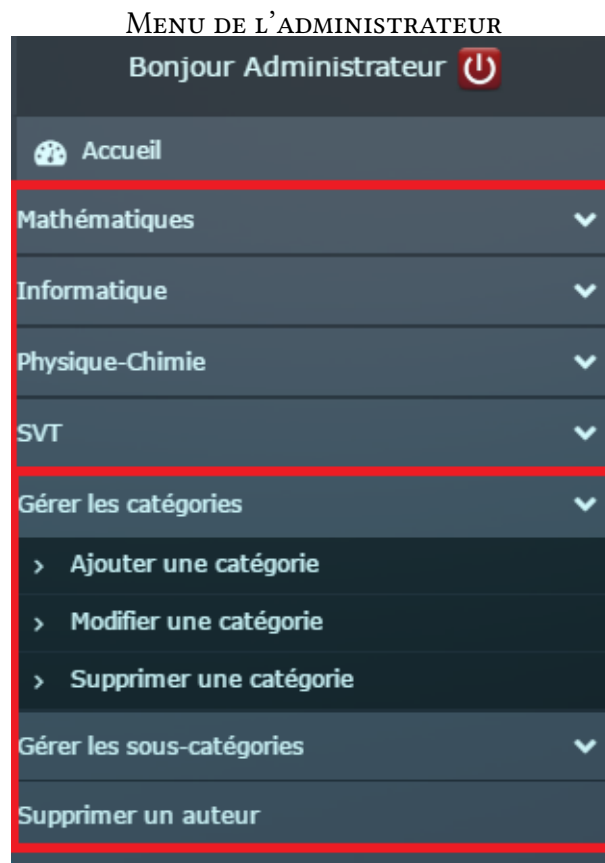 Menu de l'administrateur
Bonjour Administrateur
Accueil
Mathématiques
Informatique
Physique-Chimie
SVT
Gérer les catégories
Ajouter une catégorie
Modifier une catégorie
Supprimer une catégorie
Gérer les sous-catégories
Supprimer un auteur